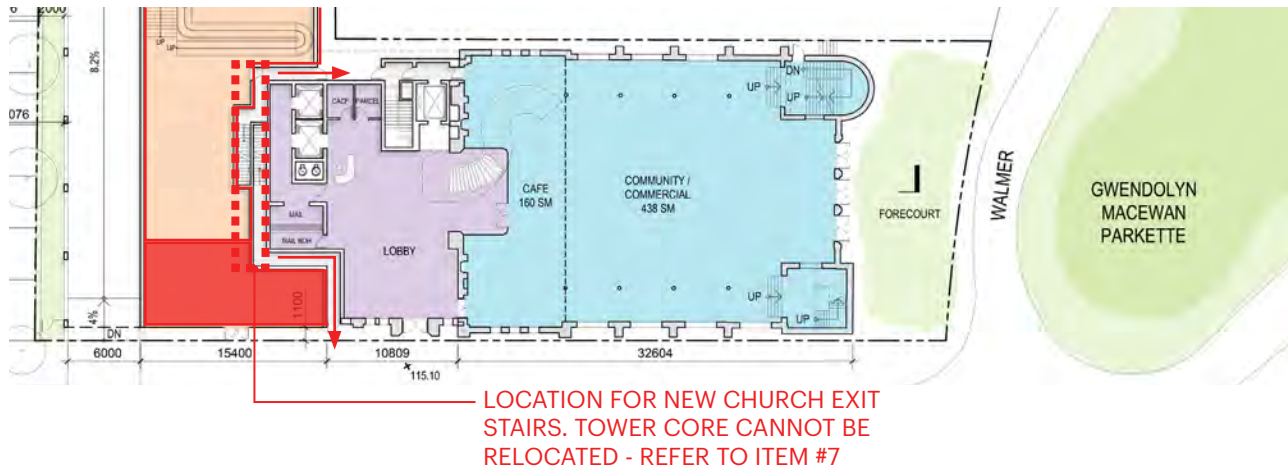 2000
6
8.2%
UP
UP
076
CACF
PARCEL
DN
UP
UP
CAFE
160 SM
COMMUNITY /
COMMERCIAL
438 SM
MAIL
MAIL RCH
LOBBY
FORECOURT
WALMER
GWENDOLYN
MACEWAN
PARKETTE
UP
UP
1100
4%
DN
6000
15400
10809
32604
115.10
LOCATION FOR NEW CHURCH EXIT
STAIRS. TOWER CORE CANNOT BE
RELOCATED - REFER TO ITEM #7